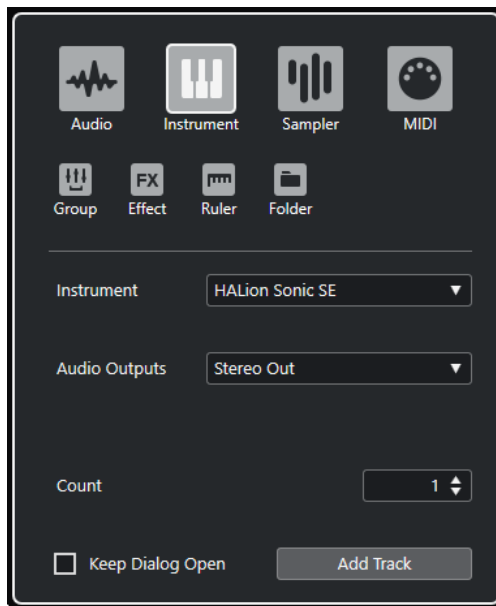 Audio Instrument Sampler MIDI
FX
Group Effect Ruler Folder
Instrument HALion Sonic SE
Audio Outputs Stereo Out
Count 1
Keep Dialog Open Add Track